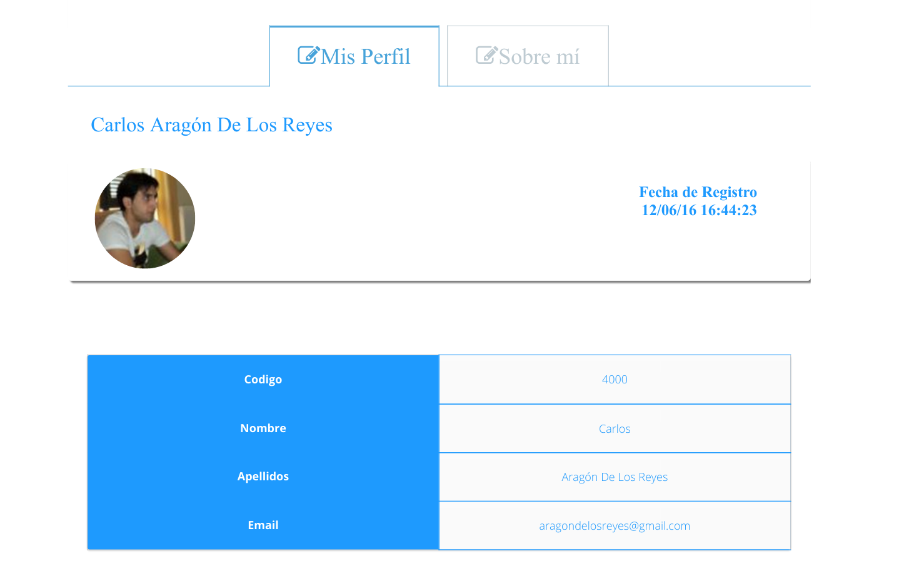 Mis Perfil
Sobre mí
Carlos Aragón De Los Reyes
Fecha de Registro
12/06/16 16:44:23
Codigo 4000
Nombre Carlos
Apellidos Aragón De Los Reyes
Email aragondelosreyes@gmail.com